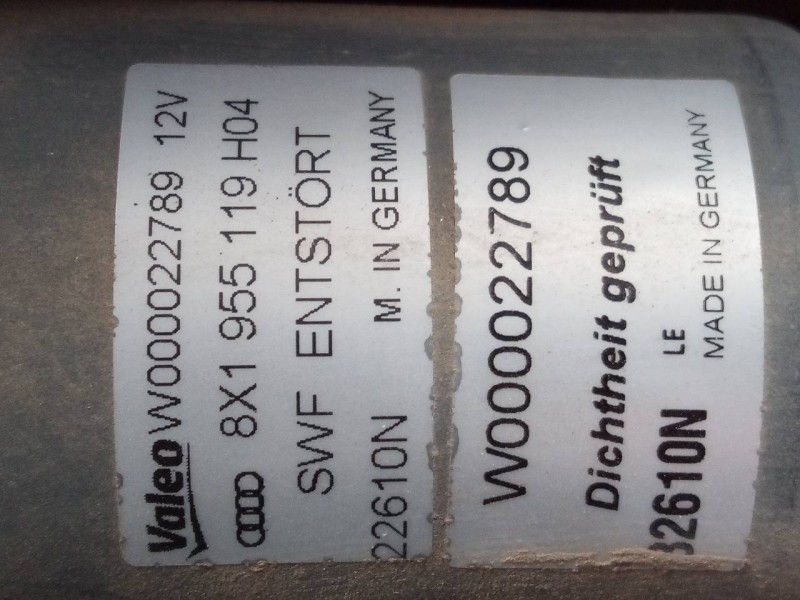 Valeo W000022789 12V
8X1 955 119 H04
SWF ENTSTÖRT
22610N M. IN GERMANY
W000022789
Dichtheit geprüft
32610N LE
MADE IN GERMANY